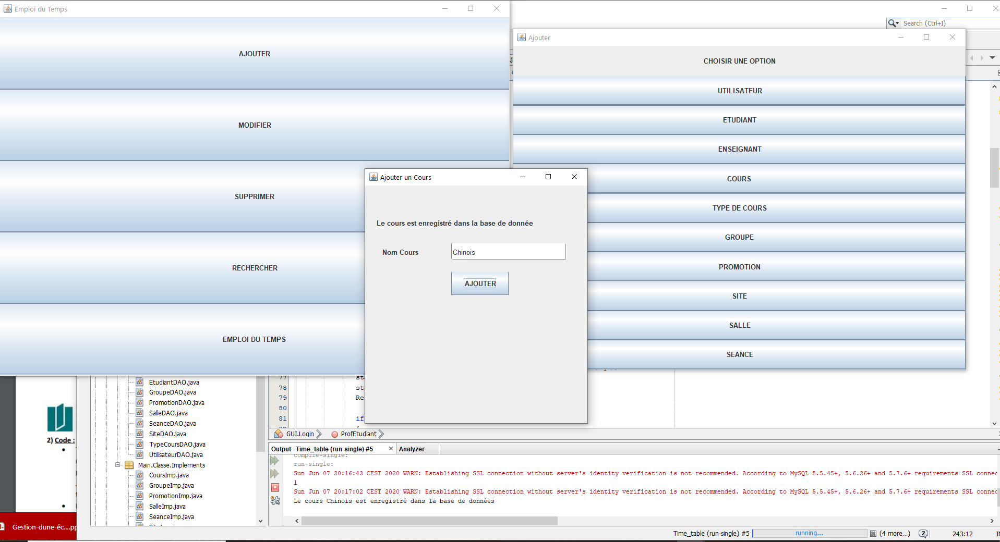 Emploi du Temps
AJOUTER
MODIFIER
SUPPRIMER
RECHERCHER
EMPLOI DU TEMPS
Search (Ctrl+I)
Ajouter
CHOISIR UNE OPTION
UTILISATEUR
ETUDIANT
ENSEIGNANT
COURS
TYPE DE COURS
GROUPE
PROMOTION
SITE
SALLE
SEANCE
Ajouter un Cours
Le cours est enregistré dans la base de donnée
Nom Cours
Chinois
AJOUTER
EtudiantDAO.java
GroupeDAO.java
PromotionDAO.java
SalleDAO.java
SeanceDAO.java
SiteDAO.java
TypeCoursDAO.java
UtilisateurDAO.java
Main.Classe.Implements
CoursImp.java
GroupeImp.java
PromotionImp.java
SalleImp.java
SeanceImp.java
2) Code :
Gestion-dune-éc....pp
77 st
78 st
79 Re
80
81 if
GUI.Login
ProfEtudiant
Output - Time_table (run-single) #5
Analyzer
compile-single:
run-single:
Sun Jun 07 20:16:43 CEST 2020 WARN: Establishing SSL connection without server's identity verification is not recommended. According to MySQL 5.5.45+, 5.6.26+ and 5.7.6+ requirements SSL connec
1
Sun Jun 07 20:17:02 CEST 2020 WARN: Establishing SSL connection without server's identity verification is not recommended. According to MySQL 5.5.45+, 5.6.26+ and 5.7.6+ requirements SSL connec
Le cours Chinois est enregistré dans la base de données
Time_table (run-single) #5
running...
(4 more...)
2
243:12